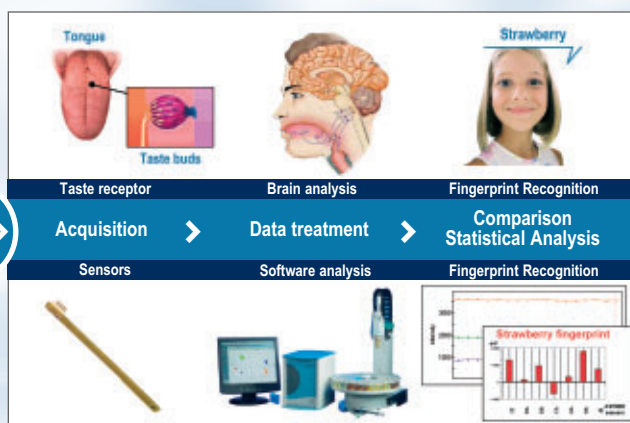 Tongue
Taste buds
Strawberry
Taste receptor
Brain analysis
Fingerprint Recognition
Acquisition
Data treatment
Comparison
Statistical Analysis
Sensors
Software analysis
Fingerprint Recognition
Strawberry fingerprint